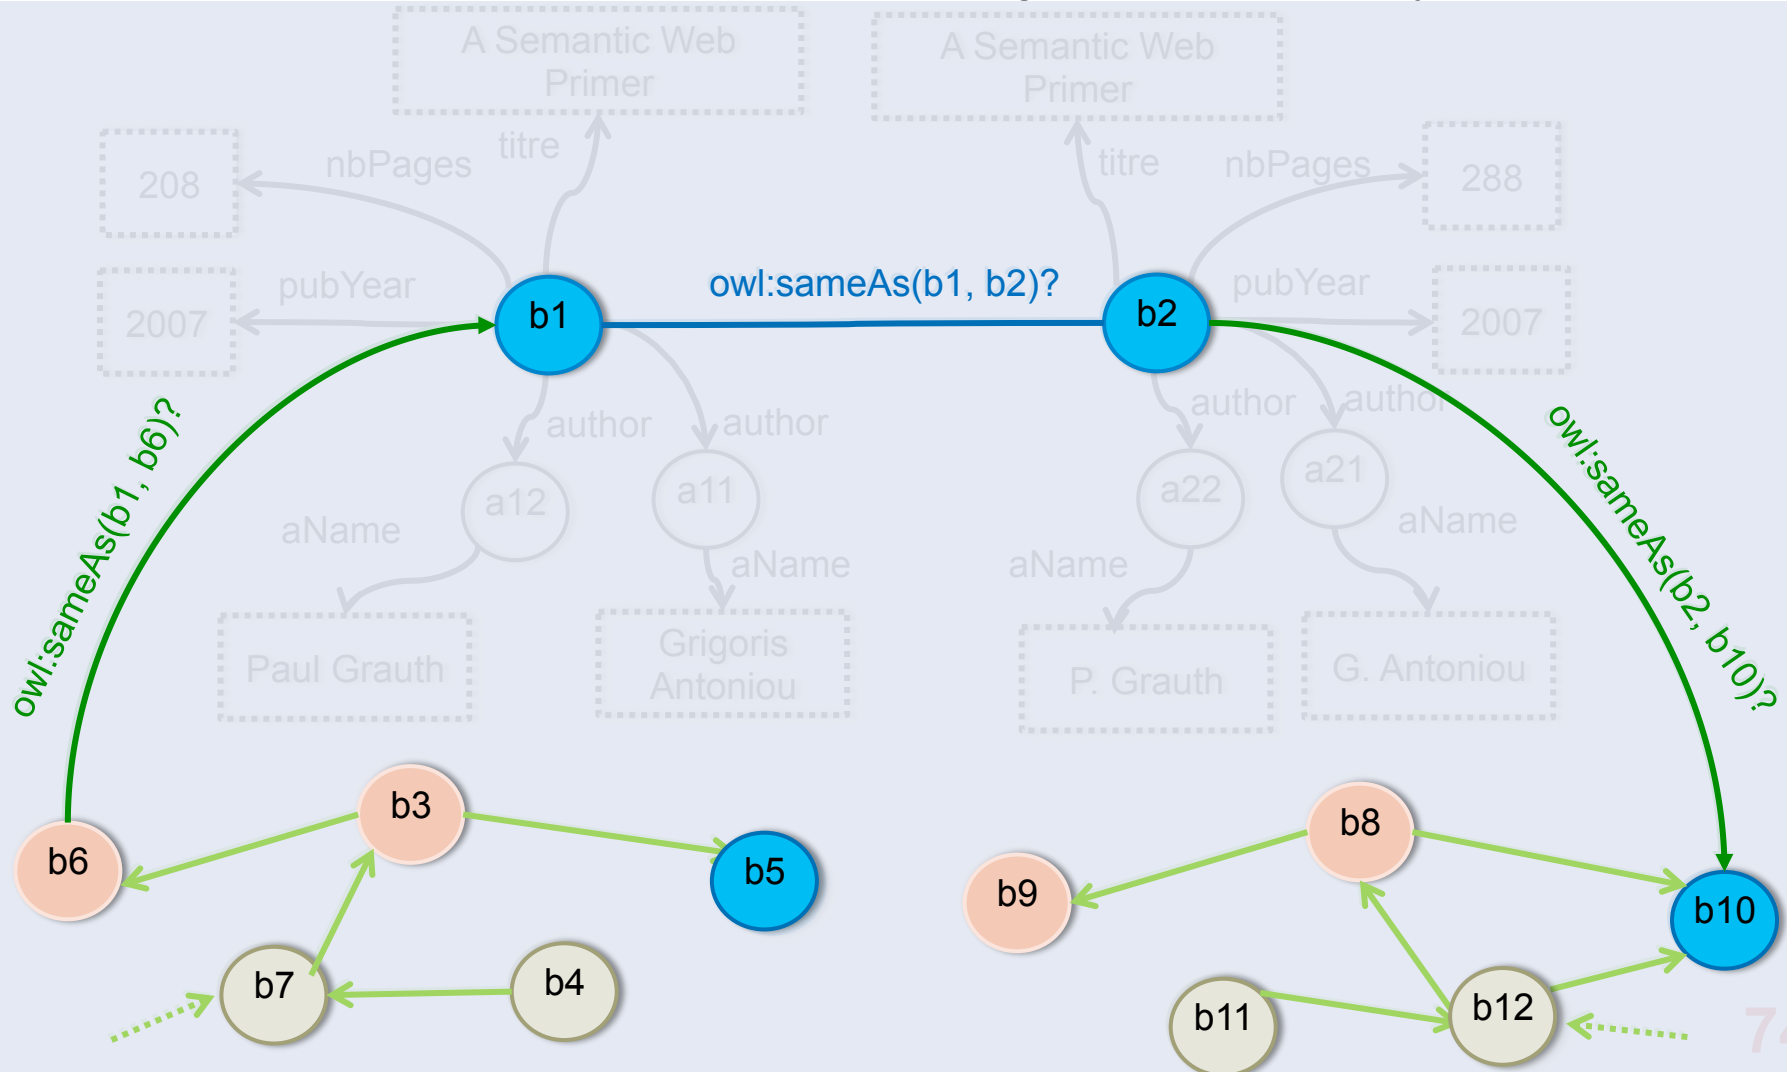 A Semantic Web
Primer
A Semantic Web
Primer
titre
titre
nbPages
nbPages
208
288
pubYear
pubYear
2007
2007
owl:sameAs(b1, b2)?
b1
b2
owl:sameAs(b1, b6)?
owl:sameAs(b2, b10)?
author
author
author
author
a12
a11
a22
a21
aName
aName
aName
aName
Paul Grauth
Grigoris
Antoniou
P. Grauth
G. Antoniou
b3
b8
b6
b5
b9
b10
b7
b4
b11
b12